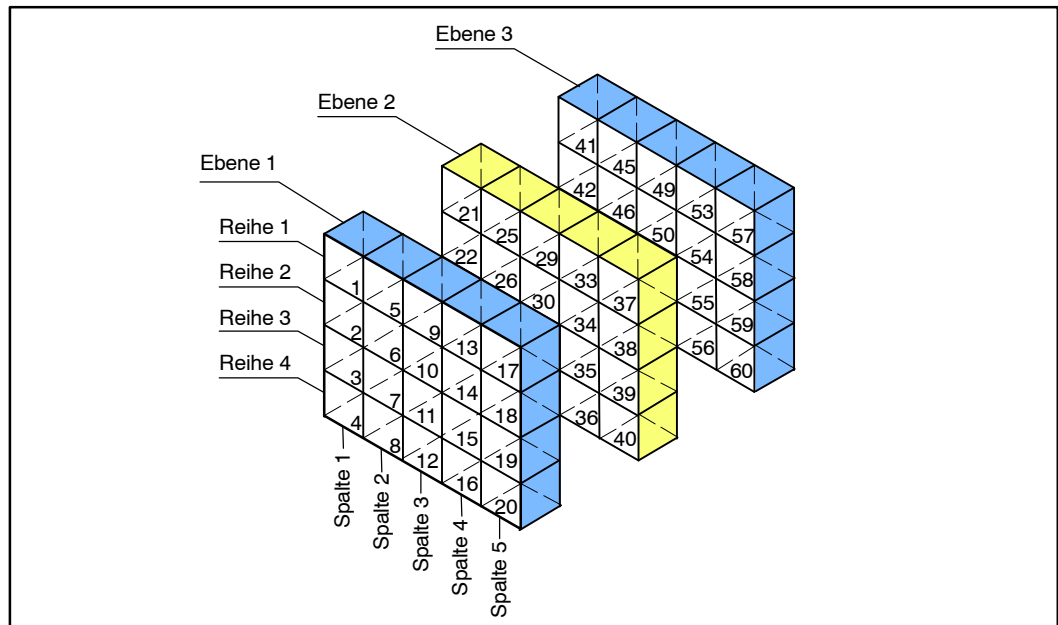 Ebene 3
Ebene 2
Ebene 1
Reihe 1
Reihe 2
Reihe 3
Reihe 4
41 45 49 53 57
42 46 50 54 58
55 59
56 60
21 25 29 33 37
22 26 30 34 38
35 39
36 40
1 5 9 13 17
2 6 10 14 18
3 7 11 15 19
4 8 12 16 20
Spalte 1
Spalte 2
Spalte 3
Spalte 4
Spalte 5